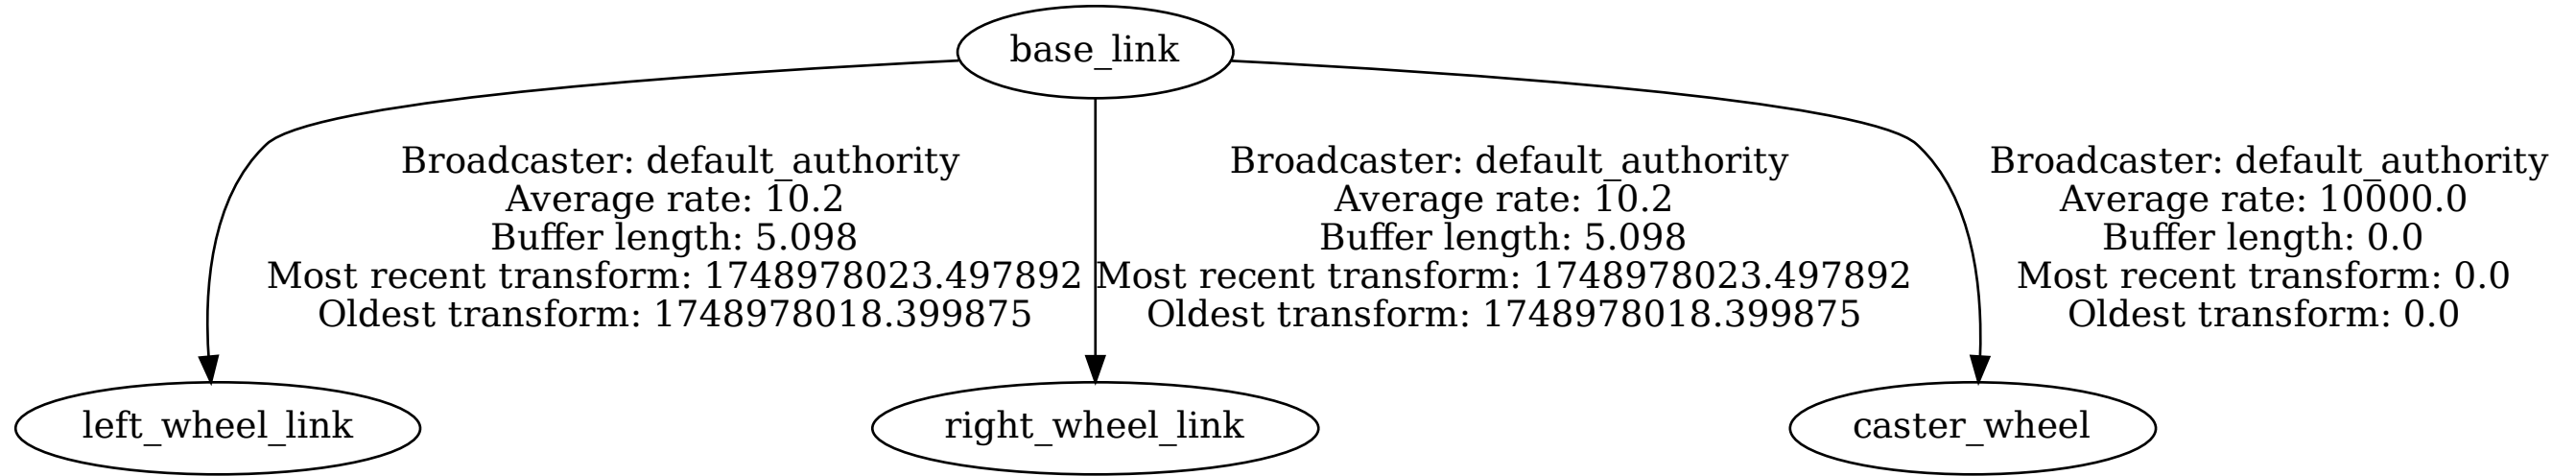 base_link
Broadcaster: default_authority
Average rate: 10.2
Buffer length: 5.098
Most recent transform: 1748978023.497892
Oldest transform: 1748978018.399875
Broadcaster: default_authority
Average rate: 10.2
Buffer length: 5.098
Most recent transform: 1748978023.497892
Oldest transform: 1748978018.399875
Broadcaster: default_authority
Average rate: 10000.0
Buffer length: 0.0
Most recent transform: 0.0
Oldest transform: 0.0
left_wheel_link
right_wheel_link
caster_wheel